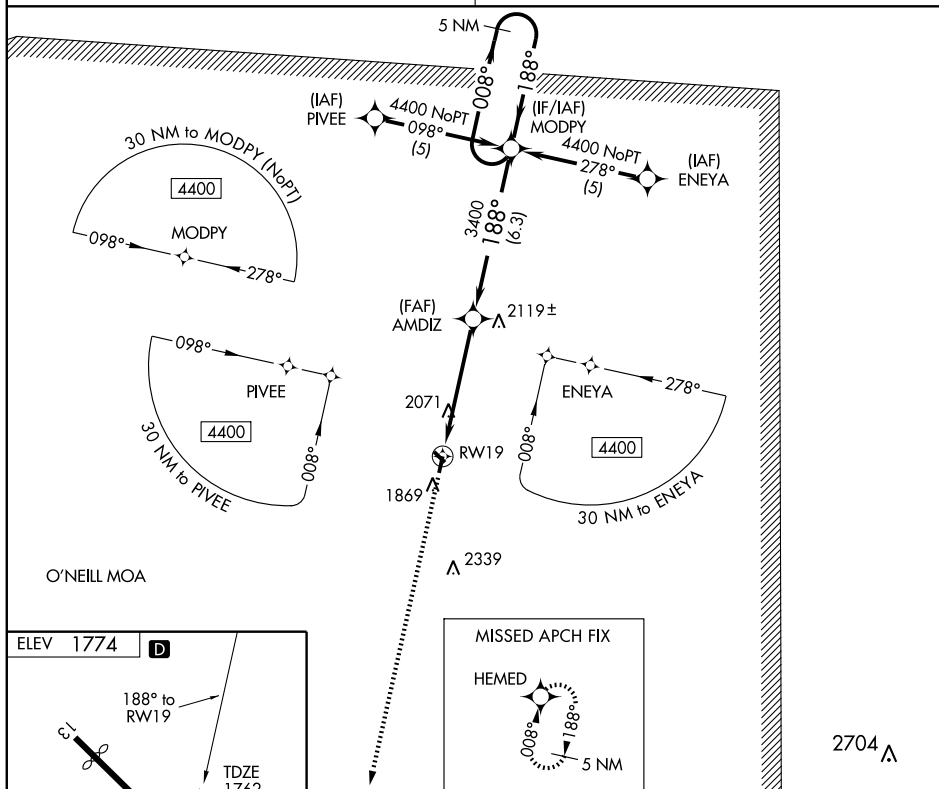 5 NM
008°
188°
(IAF)
PIVEE
4400 NoPT
098°
(5)
(IF/IAF)
MODPY
4400 NoPT
278°
(5)
(IAF)
ENEYA
30 NM to MODPY (NoPT)
4400
MODPY
098°
278°
3400
188°
(6.3)
(FAF)
AMDIZ
2119±
098°
PIVEE
4400
008°
30 NM to PIVEE
2071
RW19
1869
ENEYA
278°
008°
4400
30 NM to ENEYA
2339
O'NEILL MOA
ELEV 1774
D
188° to
RW19
13
TDZE
1762
MISSED APCH FIX
HEMED
008°
188°
5 NM
2704